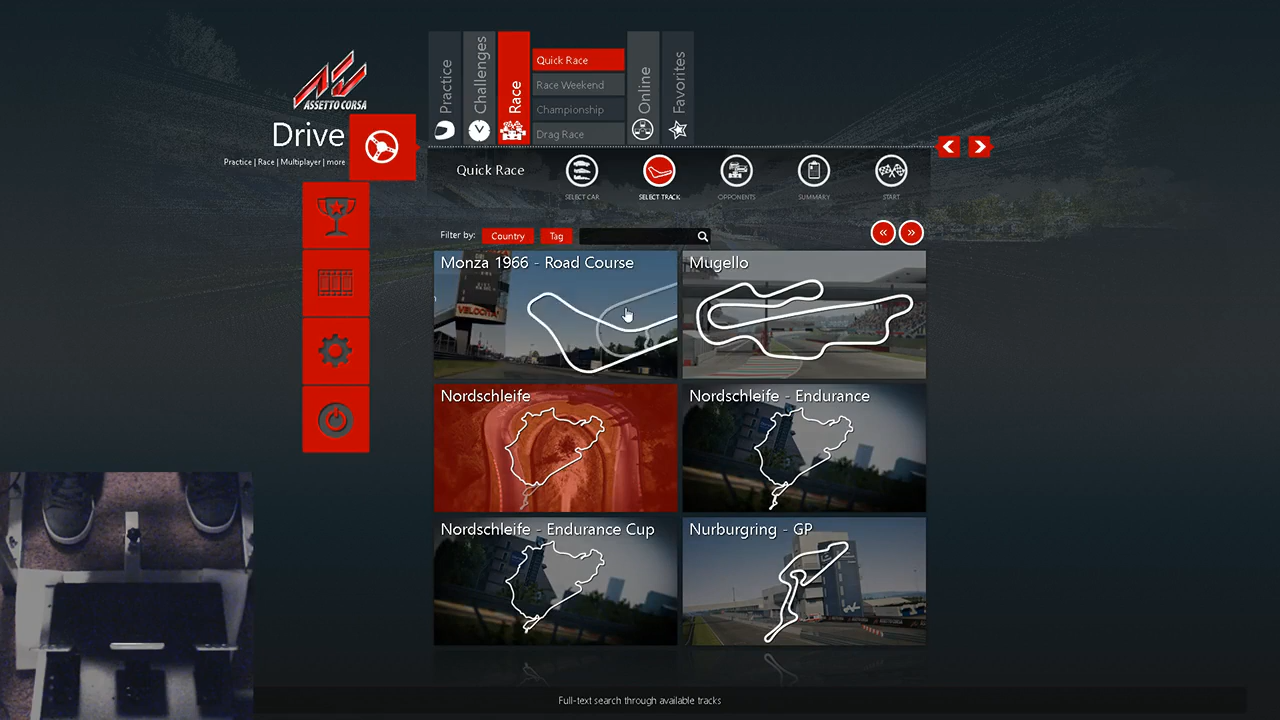 ASSETTO CORSA
Drive
Practice | Race | Multiplayer | more
Practice
Challenges
Race
Quick Race
Race Weekend
Championship
Drag Race
Online
Favorites
Quick Race
SELECT CAR
SELECT TRACK
OPPONENTS
SUMMARY
START
Filter by:
Country
Tag
Monza 1966 - Road Course
VELOCITA
Mugello
Nordschleife
Nordschleife - Endurance
Nordschleife - Endurance Cup
Nurburgring - GP
Full-text search through available tracks